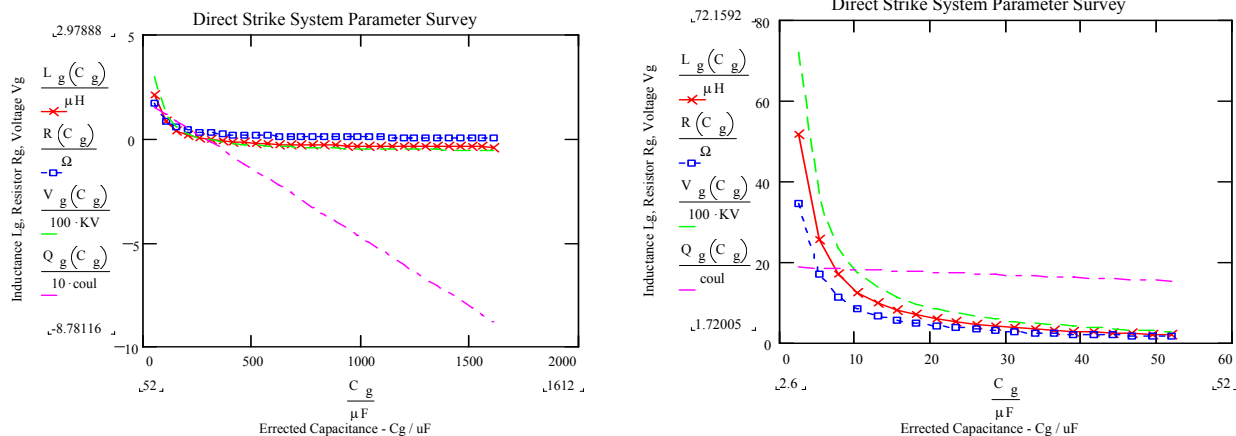 Direct Strike System Parameter Survey
2.97888
-8.78116
Inductance Lg, Resistor Rg, Voltage Vg
L g (C g)
μH
R (C g)
Ω
V g (C g)
100 · KV
Q g (C g)
10 · coul
5
0
-5
-10
0 500 1000 1500 2000
52 1612
C g
μF
Errected Capacitance - Cg / uF
Direct Strike System Parameter Survey
72.1592
1.72005
Inductance Lg, Resistor Rg, Voltage Vg
L g (C g)
μH
R (C g)
Ω
V g (C g)
100 · KV
Q g (C g)
coul
80
60
40
20
0
0 10 20 30 40 50 60
2.6 52
C g
μF
Errected Capacitance - Cg / uF